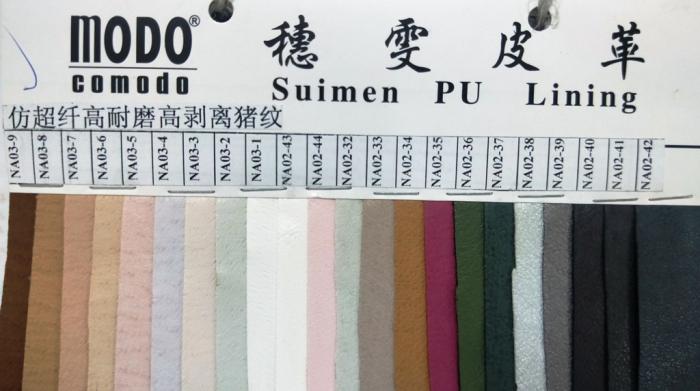 MODO® 穗雯皮革
comodo Suimen PU Lining
仿超纤高耐磨高剥离猪纹
NA03-9 NA03-8 NA03-7 NA03-6 NA03-5 NA03-4 NA03-3 NA03-2 NA03-1 NA02-43 NA02-44 NA02-32 NA02-33 NA02-34 NA02-35 NA02-36 NA02-37 NA02-38 NA02-39 NA02-40 NA02-41 NA02-42